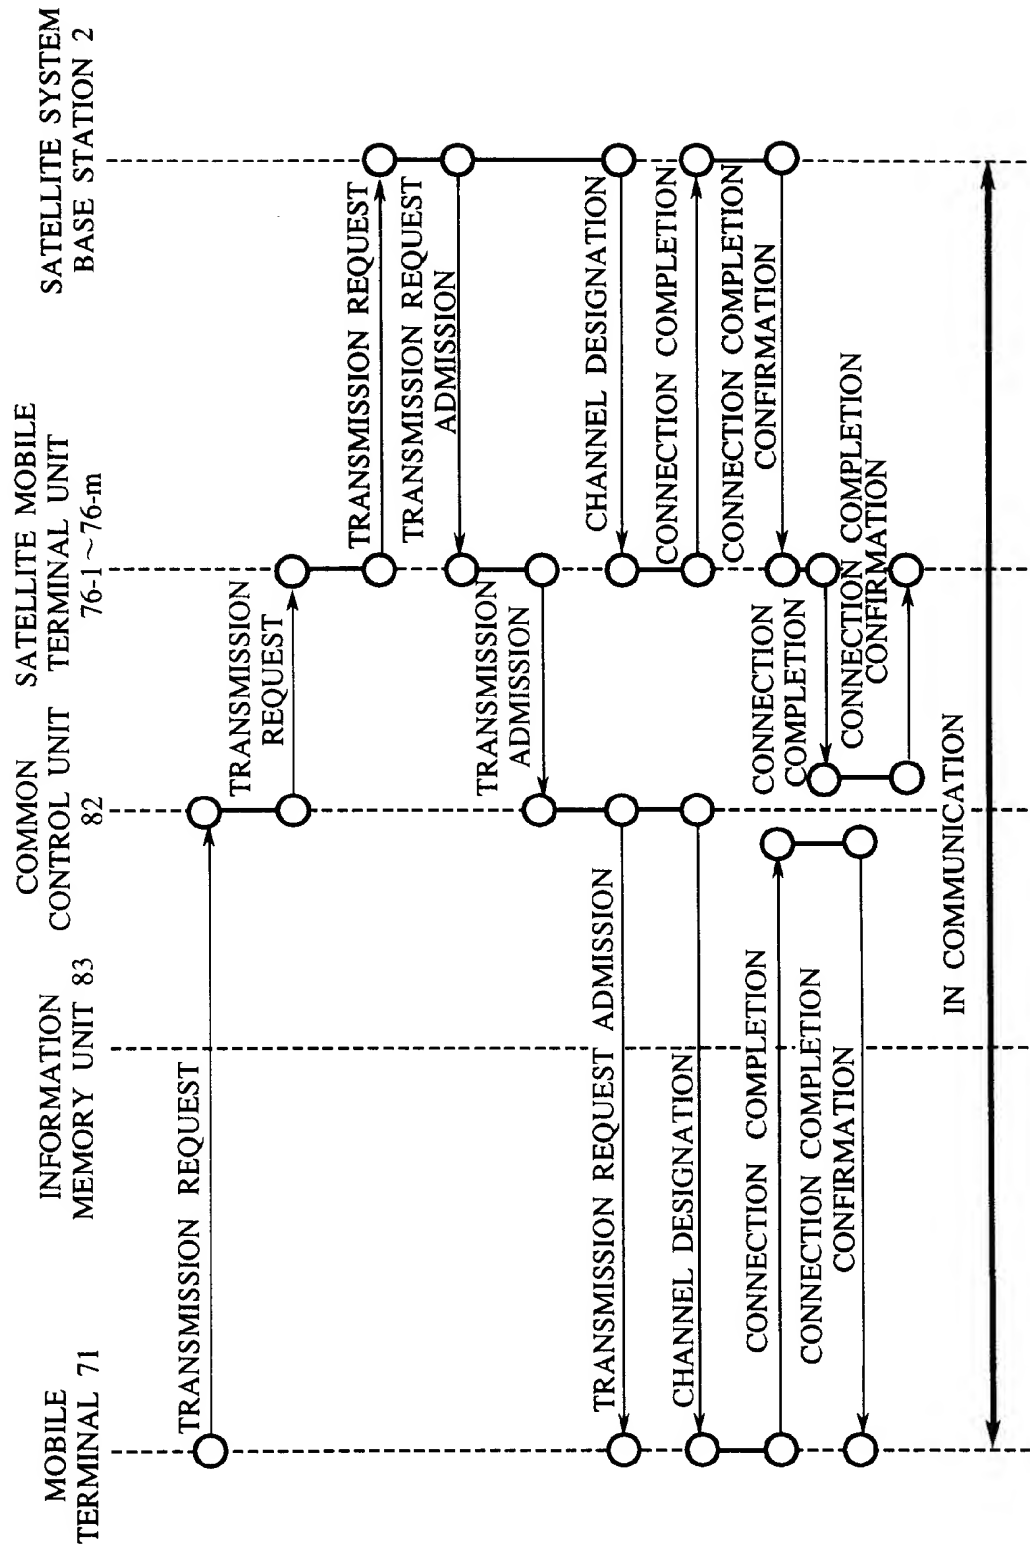 MOBILE
TERMINAL 71
INFORMATION
MEMORY UNIT 83
COMMON
CONTROL UNIT
82
SATELLITE MOBILE
TERMINAL UNIT
76-1~76-m
SATELLITE SYSTEM
BASE STATION 2
TRANSMISSION REQUEST
TRANSMISSION
REQUEST
TRANSMISSION REQUEST
TRANSMISSION REQUEST
ADMISSION
TRANSMISSION
ADMISSION
TRANSMISSION REQUEST ADMISSION
CHANNEL DESIGNATION
CHANNEL DESIGNATION
CONNECTION COMPLETION
CONNECTION COMPLETION
CONNECTION COMPLETION
CONFIRMATION
CONNECTION
COMPLETION
CONNECTION COMPLETION
CONFIRMATION
CONNECTION COMPLETION
CONFIRMATION
IN COMMUNICATION